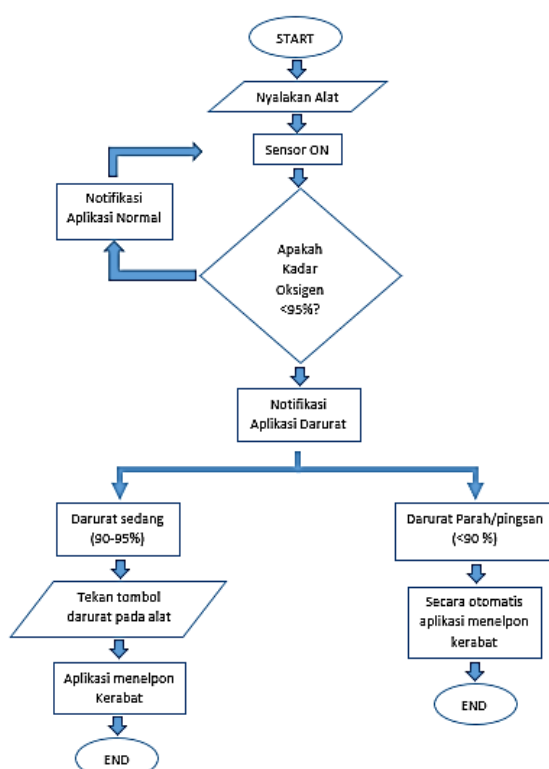 START
Nyalakan Alat
Sensor ON
Notifikasi
Aplikasi Normal
Apakah
Kadar
Oksigen
<95%?
Notifikasi
Aplikasi Darurat
Darurat sedang
(90-95%)
Tekan tombol
darurat pada alat
Aplikasi menelpon
Kerabat
END
Darurat Parah/pingsan
(<90 %)
Secara otomatis
aplikasi menelpon
kerabat
END